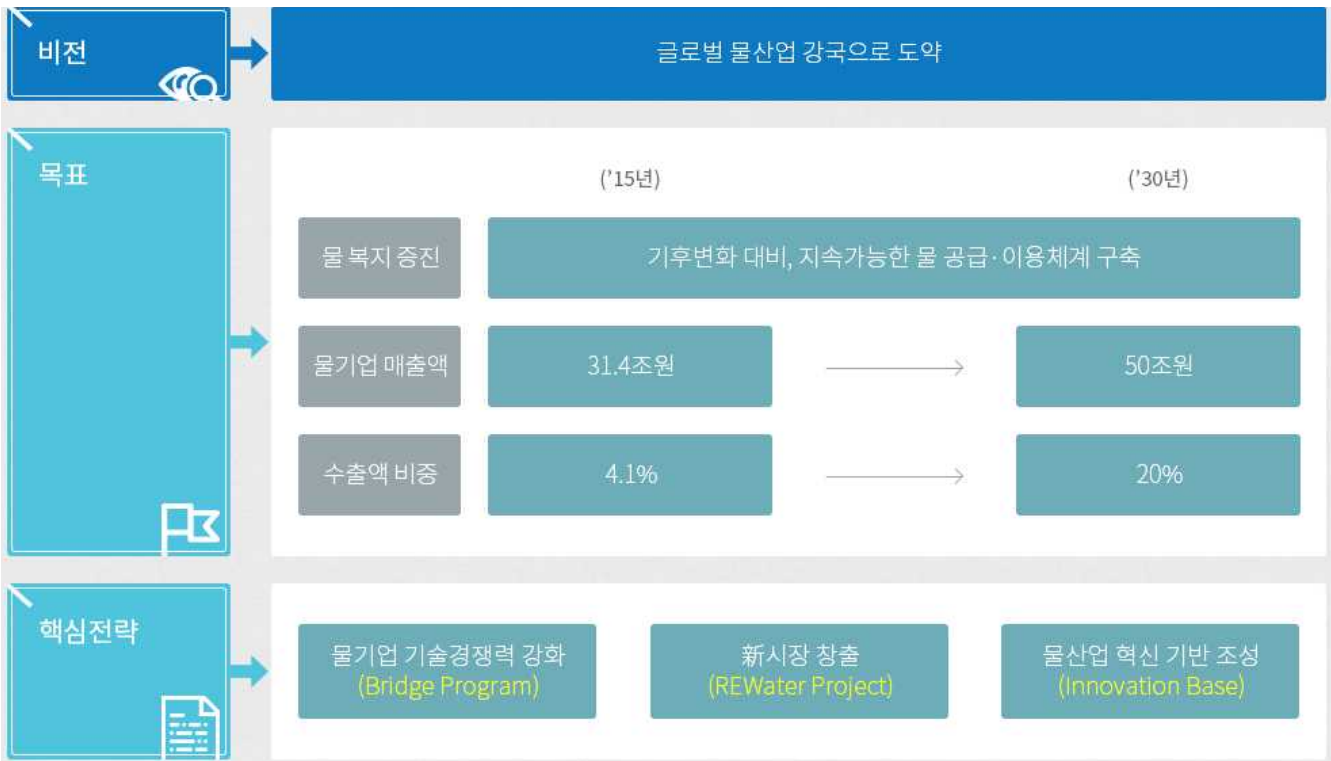 비전
글로벌 물산업 강국으로 도약
목표
('15년)
('30년)
물 복지 증진
기후변화 대비, 지속가능한 물 공급·이용체계 구축
물기업 매출액
31.4조원
50조원
수출액 비중
4.1%
20%
핵심전략
물기업 기술경쟁력 강화
(Bridge Program)
新시장 창출
(REWater Project)
물산업 혁신 기반 조성
(Innovation Base)